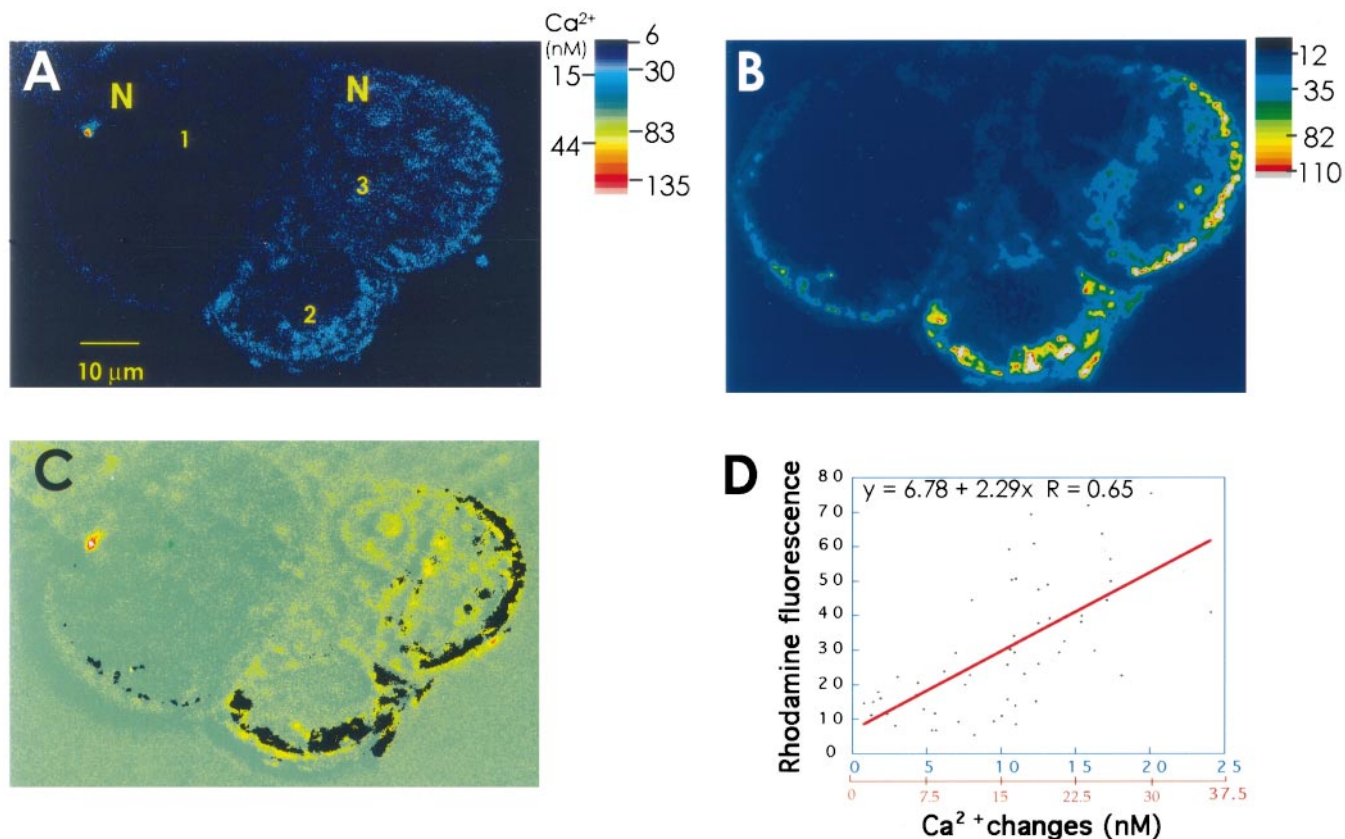 A
N
N
1
3
2
10 μm
Ca²⁺
(nM)
6
15
30
83
44
135
B
12
35
82
110
C
D
y = 6.78 + 2.29x R = 0.65
Rhodamine fluorescence
80
70
60
50
40
30
20
10
0
0 5 10 15 20 25
0 7.5 15 22.5 30 37.5
Ca²⁺changes (nM)